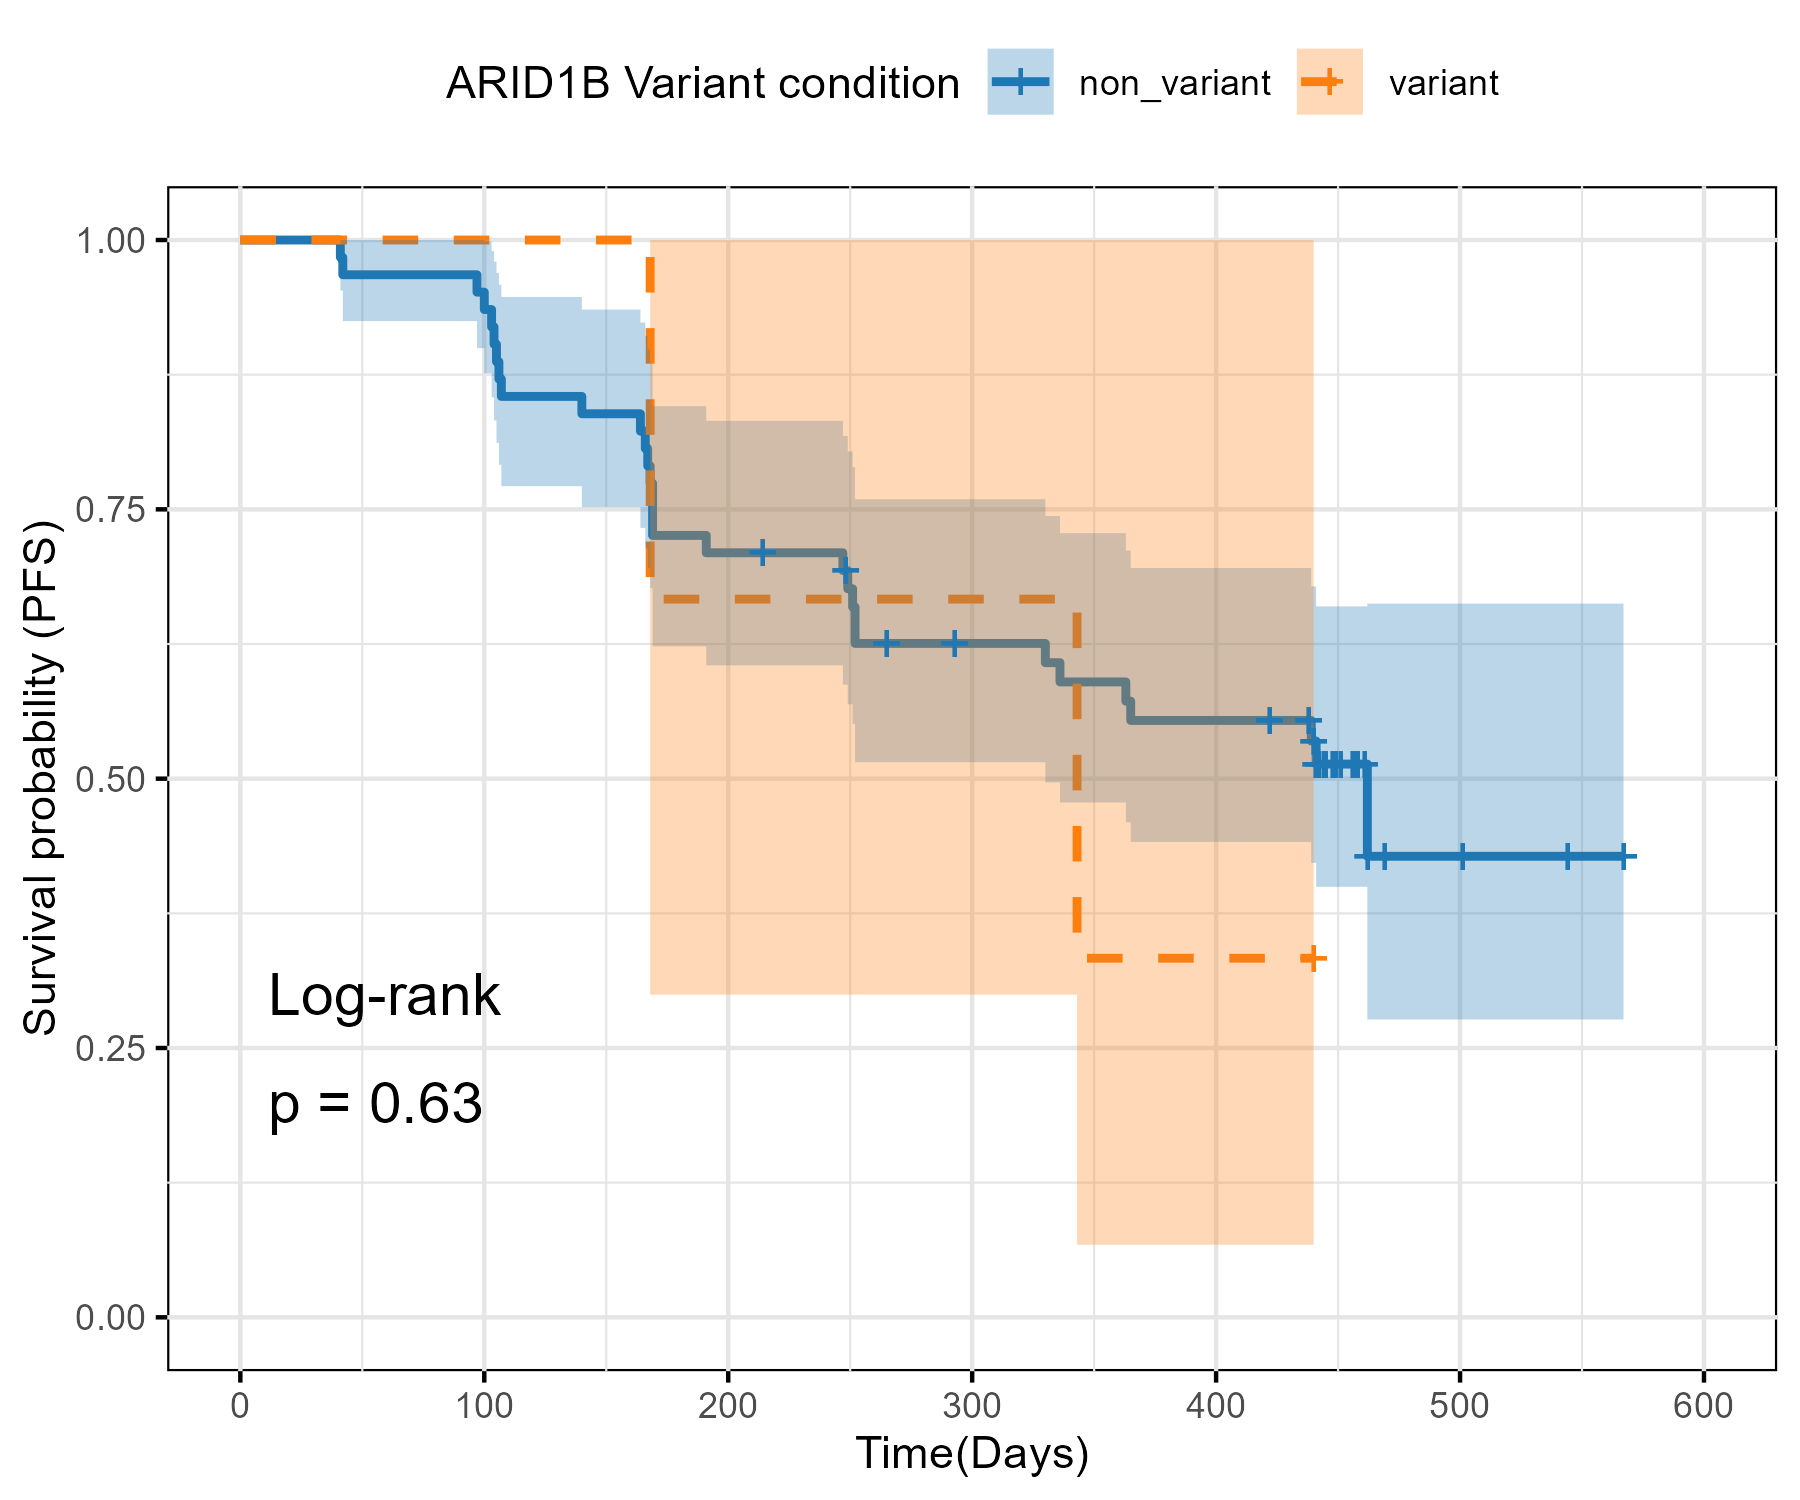 ARID1B Variant condition non_variant variant
Survival probability (PFS)
1.00
0.75
0.50
0.25
0.00
Log-rank
p = 0.63
0 100 200 300 400 500 600
Time(Days)